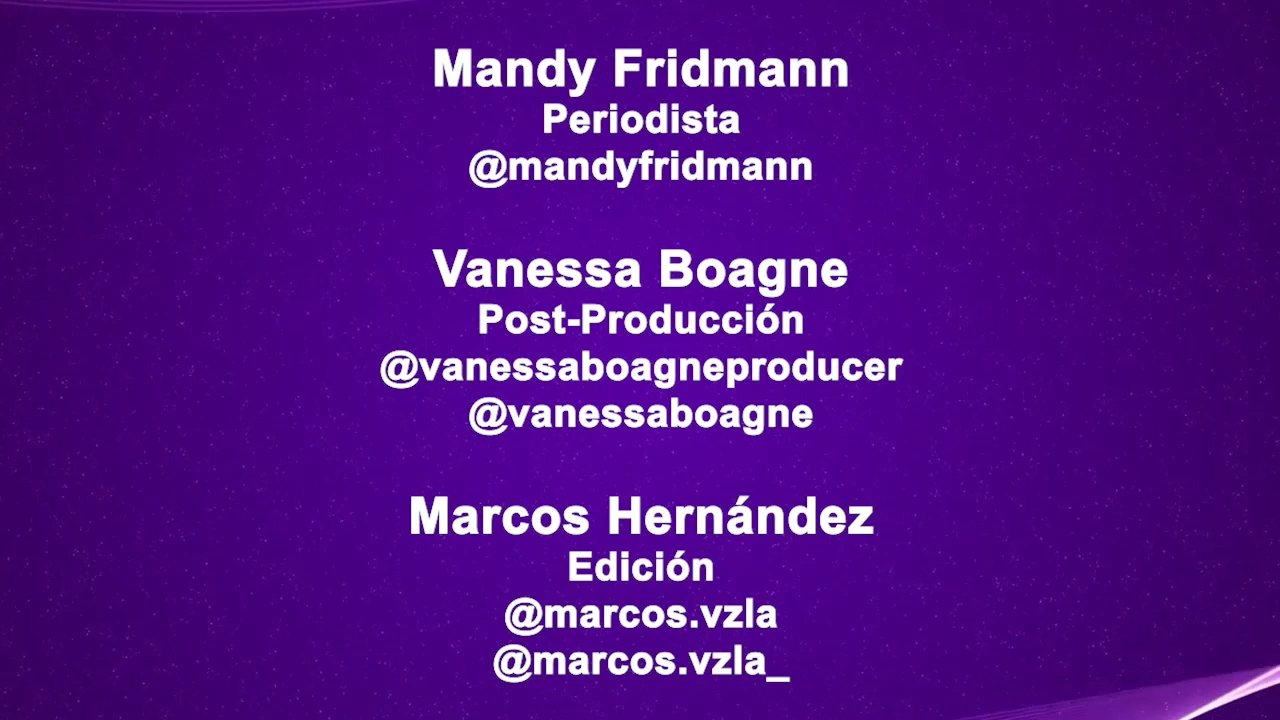 Mandy Fridmann
Periodista
@mandyfridmann
Vanessa Boagne
Post-Producción
@vanessaboagneproducer
@vanessaboagne
Marcos Hernández
Edición
@marcos.vzla
@marcos.vzla_